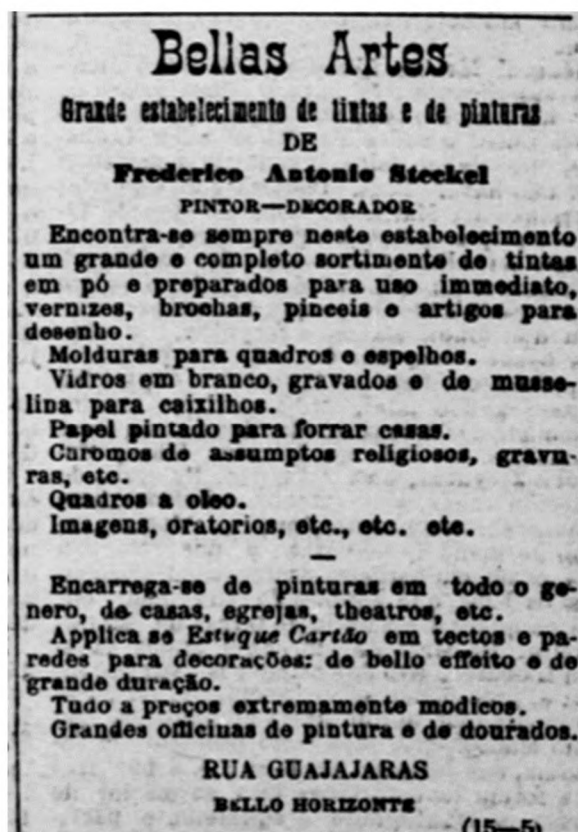 Bellas Artes
Grande estabelecimento de tintas e de pinturas
DE
Frederico Antonio Steckel
PINTOR—DECORADOR
Encontra-se sempre neste estabelecimento
um grande e completo sortimento de tintas
em pó e preparados para uso immediato,
vernizes, brochas, pinceis e artigos para
desenho.
Molduras para quadros e espelhos.
Vidros em branco, gravados e de musse-
lina para caixilhos.
Papel pintado para forrar casas.
Caromos de assumptos religiosos, gravu-
ras, etc.
Quadros a oleo.
Imagens, oratorios, etc., etc. etc.
—
Encarrega-se de pinturas em todo o ge-
nero, de casas, egrejas, theatros, etc.
Applica se Estuque Cartão em tectos e pa-
redes para decorações: de bello effeito e de
grande duração.
Tudo a preços extremamente modicos.
Grandes officinas de pintura e de dourados.
RUA GUAJAJARAS
BELLO HORIZONTE
(15—5)